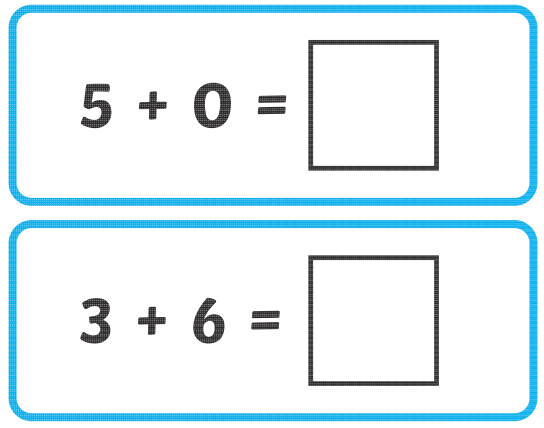 5 + 0 =
3 + 6 =